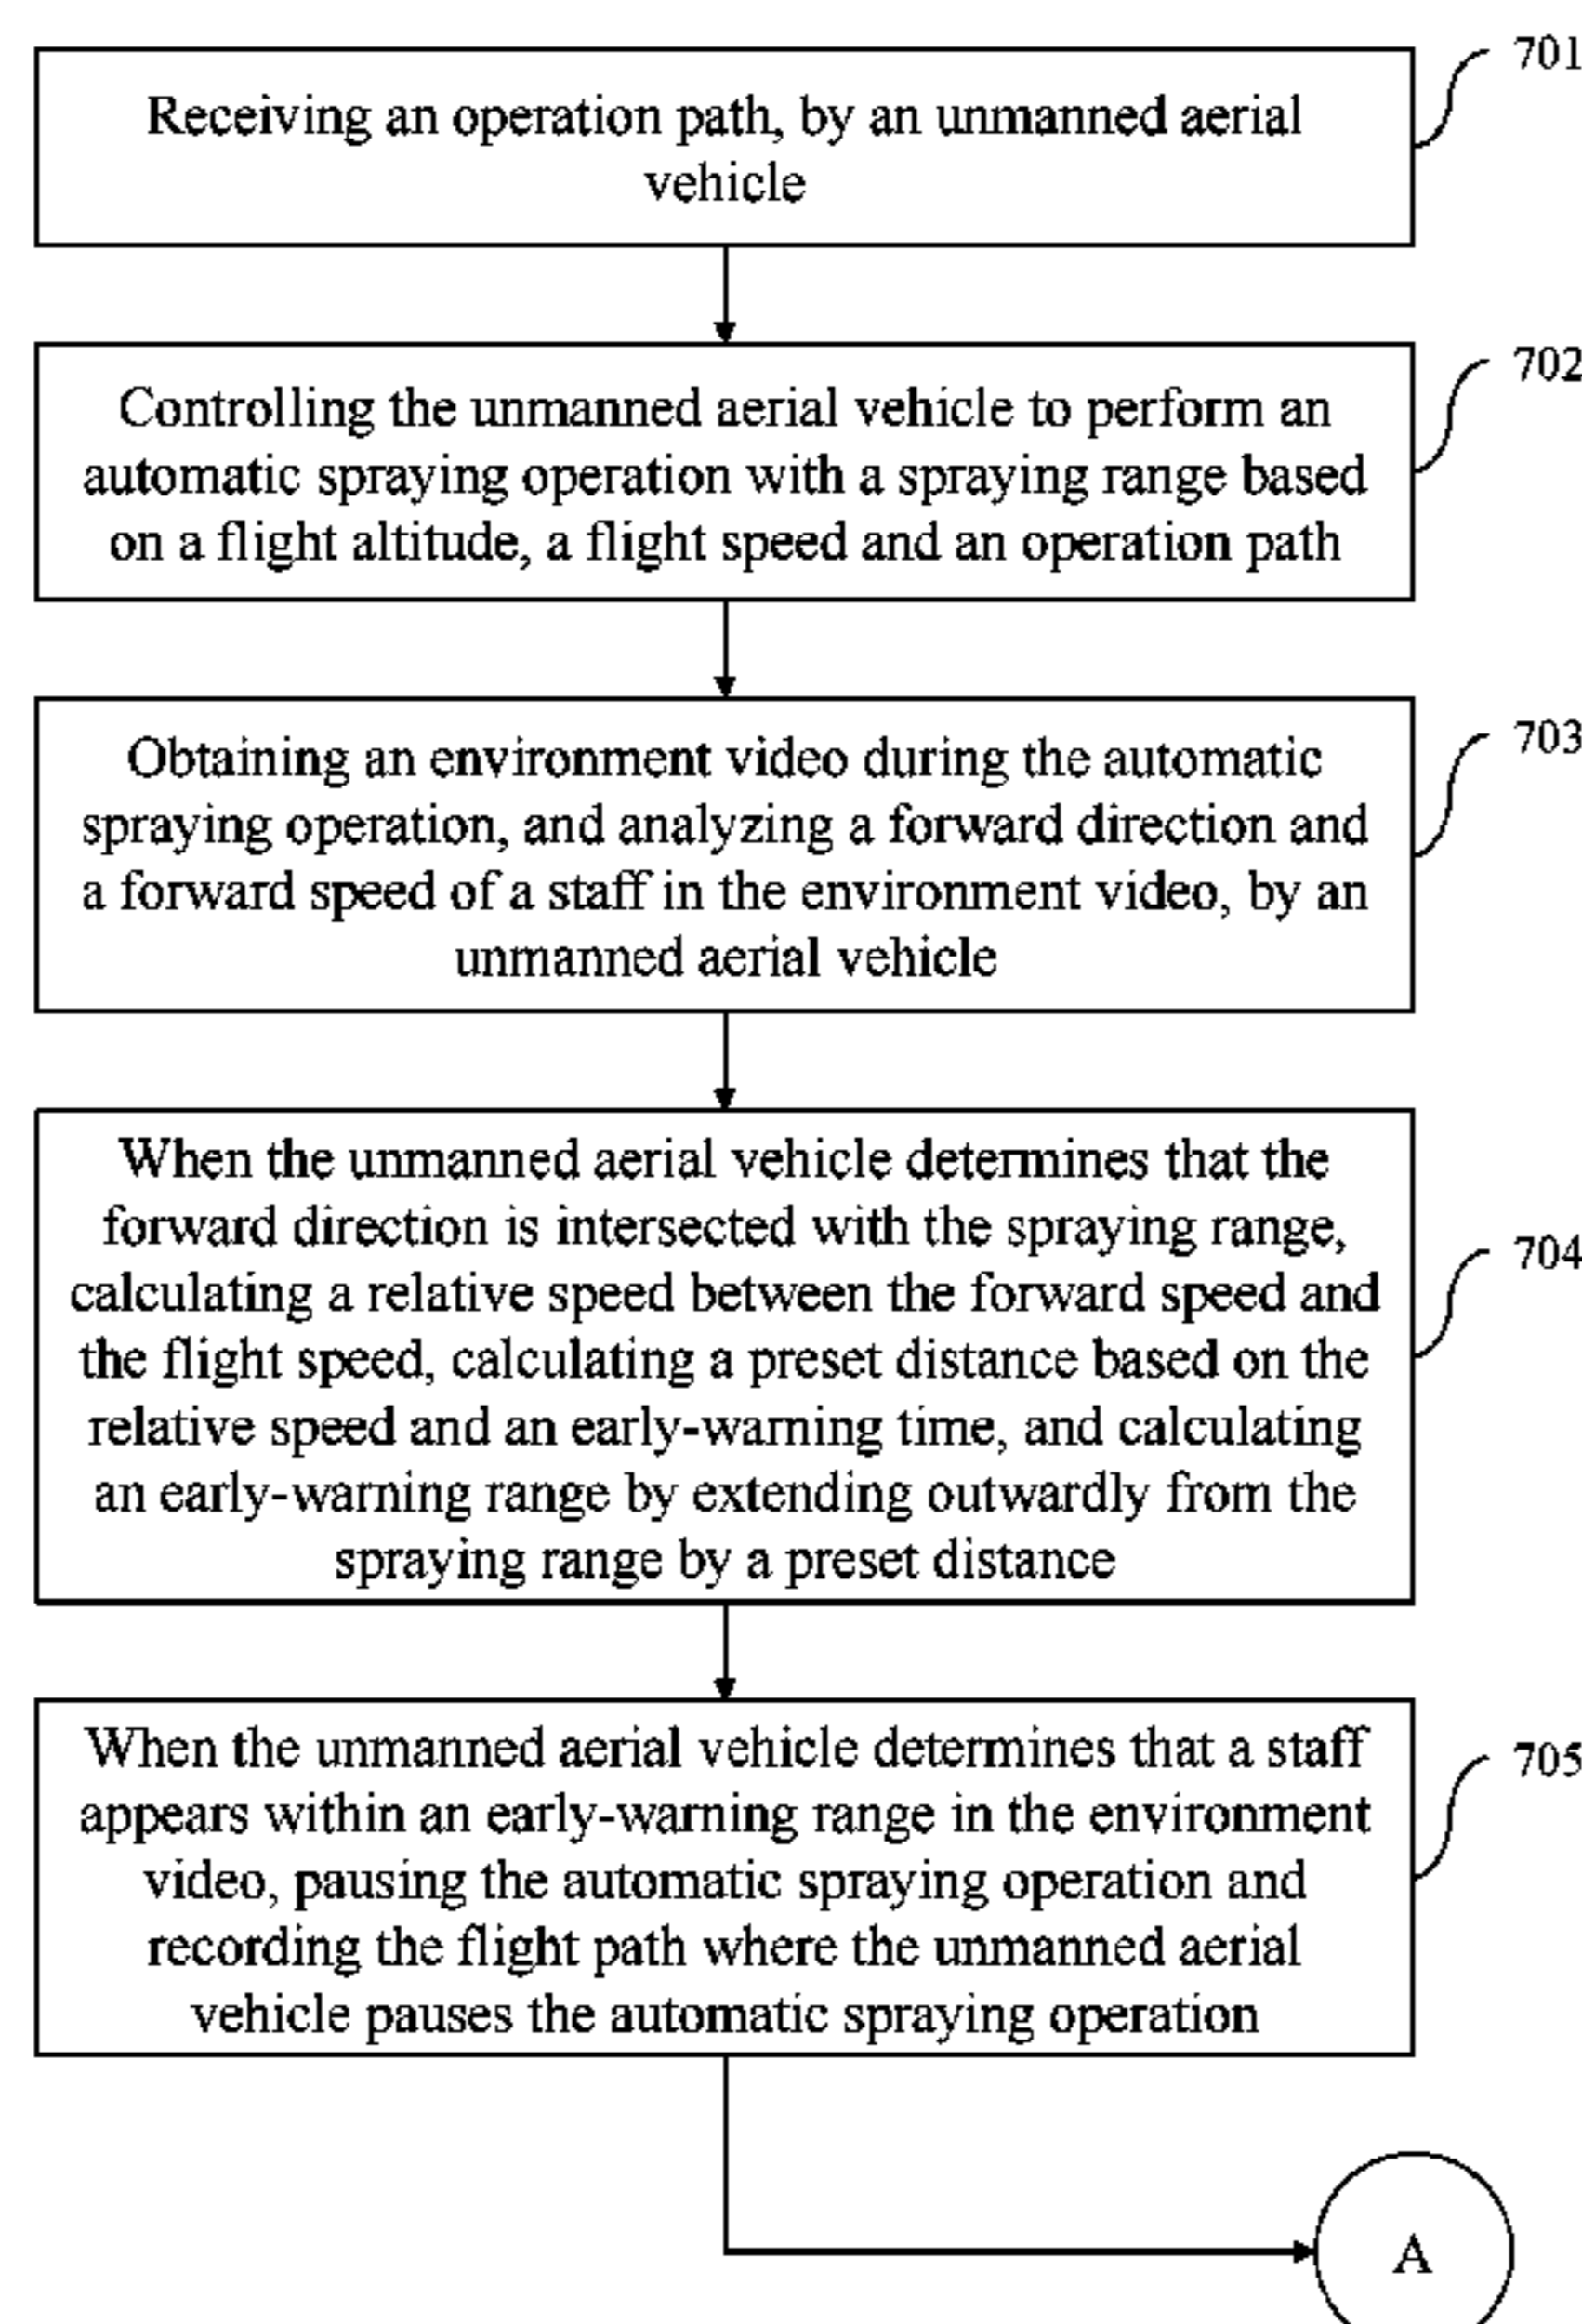 701
Receiving an operation path, by an unmanned aerial
vehicle
702
Controlling the unmanned aerial vehicle to perform an
automatic spraying operation with a spraying range based
on a flight altitude, a flight speed and an operation path
703
Obtaining an environment video during the automatic
spraying operation, and analyzing a forward direction and
a forward speed of a staff in the environment video, by an
unmanned aerial vehicle
704
When the unmanned aerial vehicle determines that the
forward direction is intersected with the spraying range,
calculating a relative speed between the forward speed and
the flight speed, calculating a preset distance based on the
relative speed and an early-warning time, and calculating
an early-warning range by extending outwardly from the
spraying range by a preset distance
705
When the unmanned aerial vehicle determines that a staff
appears within an early-warning range in the environment
video, pausing the automatic spraying operation and
recording the flight path where the unmanned aerial
vehicle pauses the automatic spraying operation
A